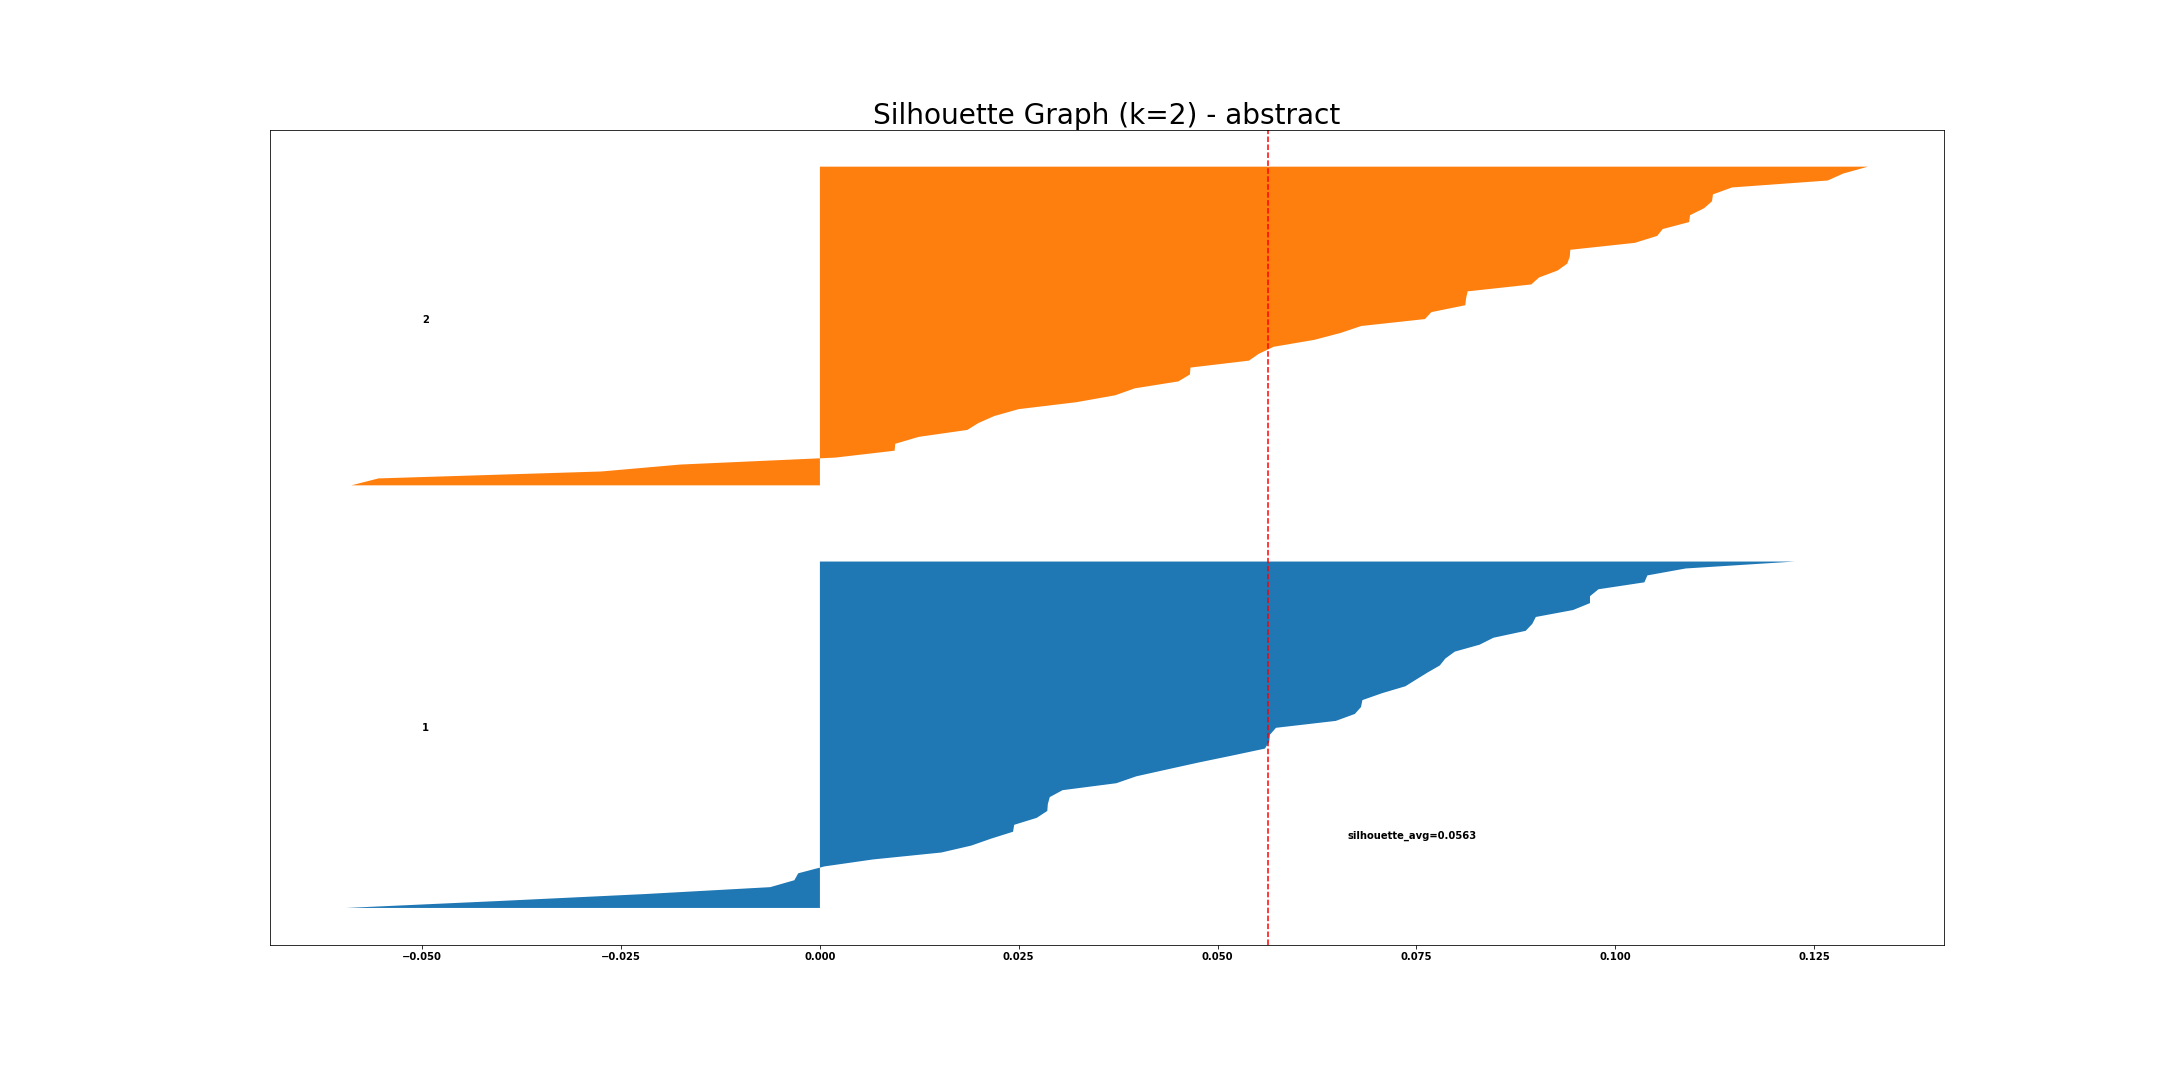 Silhouette Graph (k=2) - abstract
2
1
silhouette_avg=0.0563
−0.050 −0.025 0.000 0.025 0.050 0.075 0.100 0.125